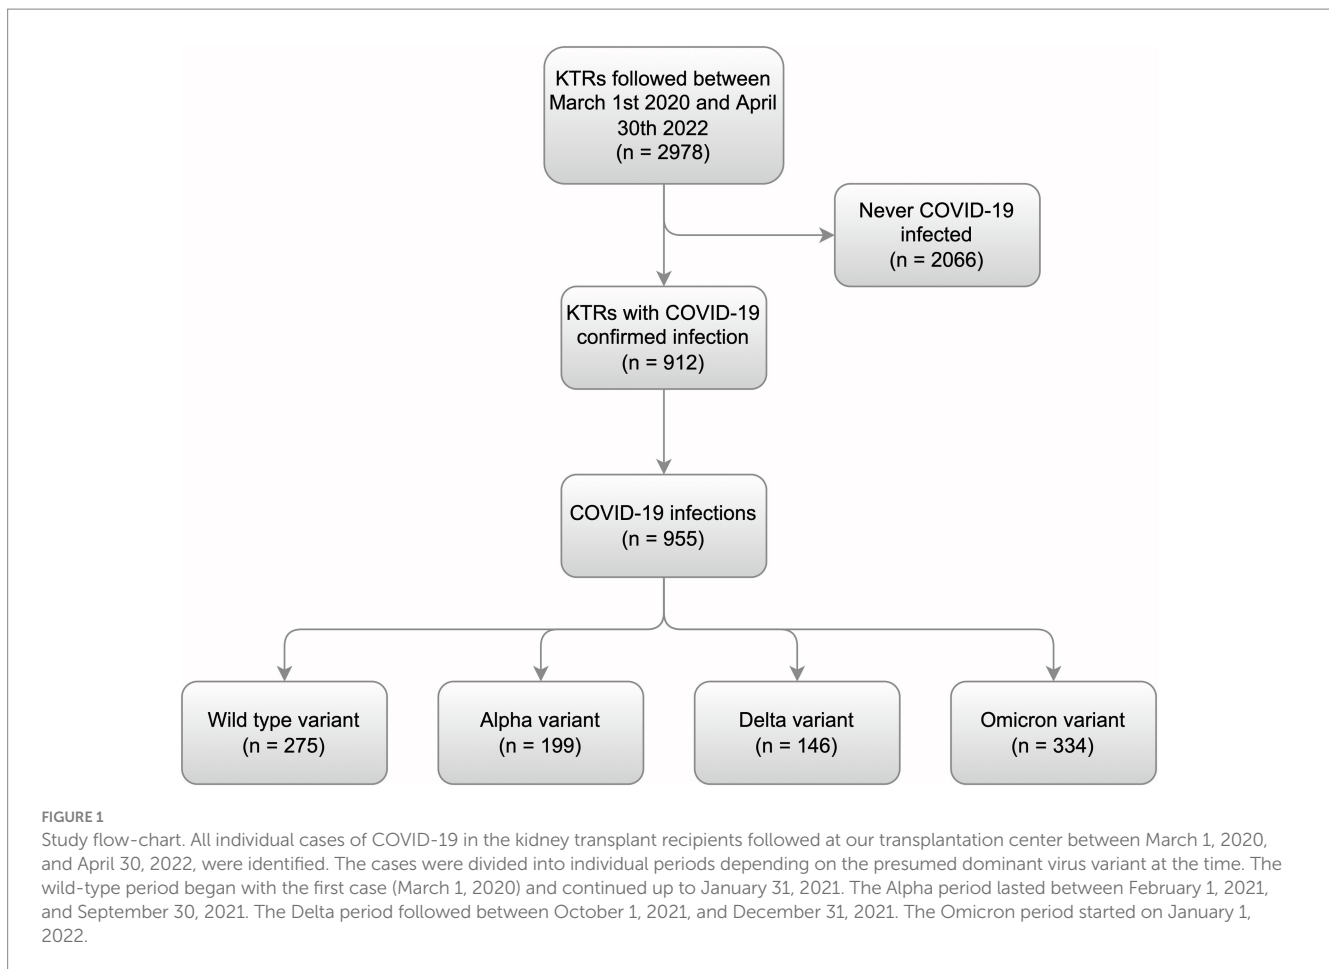 KTRs followed between
March 1st 2020 and April
30th 2022
(n = 2978)
Never COVID-19
infected
(n = 2066)
KTRs with COVID-19
confirmed infection
(n = 912)
COVID-19 infections
(n = 955)
Wild type variant
(n = 275)
Alpha variant
(n = 199)
Delta variant
(n = 146)
Omicron variant
(n = 334)
FIGURE 1
Study flow-chart. All individual cases of COVID-19 in the kidney transplant recipients followed at our transplantation center between March 1, 2020,
and April 30, 2022, were identified. The cases were divided into individual periods depending on the presumed dominant virus variant at the time. The
wild-type period began with the first case (March 1, 2020) and continued up to January 31, 2021. The Alpha period lasted between February 1, 2021,
and September 30, 2021. The Delta period followed between October 1, 2021, and December 31, 2021. The Omicron period started on January 1,
2022.